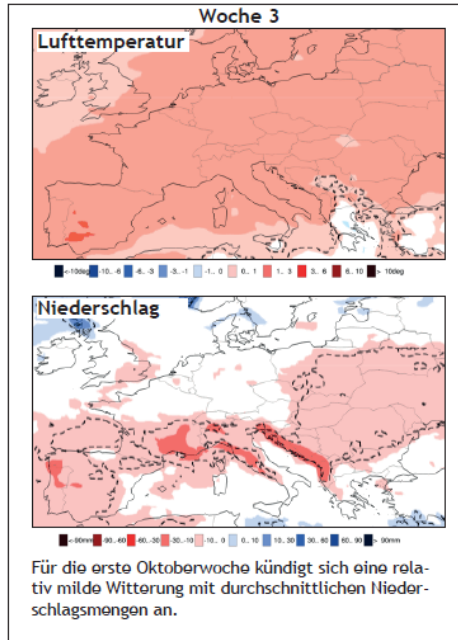 Woche 3
Lufttemperatur
<-10deg -10.. -6 -6.. -3 -3.. -1 -1.. 0 0.. 1 1.. 3 3.. 6 6.. 10 > 10deg
Niederschlag
<-90mm -90.. -60 -60.. -30 -30.. -10 -10.. 0 0.. 10 10.. 30 30.. 60 60.. 90 > 90mm
Für die erste Oktoberwoche kündigt sich eine rela-
tiv milde Witterung mit durchschnittlichen Nieder-
schlagsmengen an.